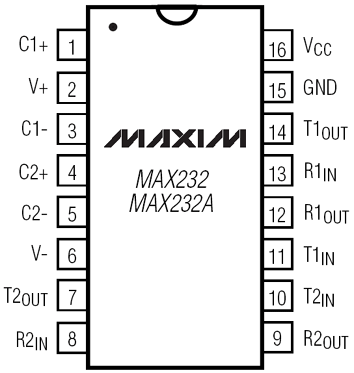 C1+ 1 16 VCC
V+ 2 15 GND
C1- 3 14 T1OUT
MAXIM
C2+ 4 13 R1IN
MAX232
C2- 5 12 R1OUT
MAX232A
V- 6 11 T1IN
T2OUT 7 10 T2IN
R2IN 8 9 R2OUT